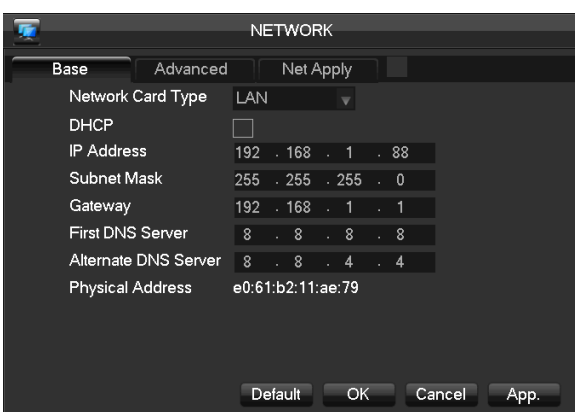 NETWORK
Base Advanced Net Apply
Network Card Type LAN
DHCP
IP Address 192 . 168 . 1 . 88
Subnet Mask 255 . 255 . 255 . 0
Gateway 192 . 168 . 1 . 1
First DNS Server 8 . 8 . 8 . 8
Alternate DNS Server 8 . 8 . 4 . 4
Physical Address e0:61:b2:11:ae:79
Default OK Cancel App.